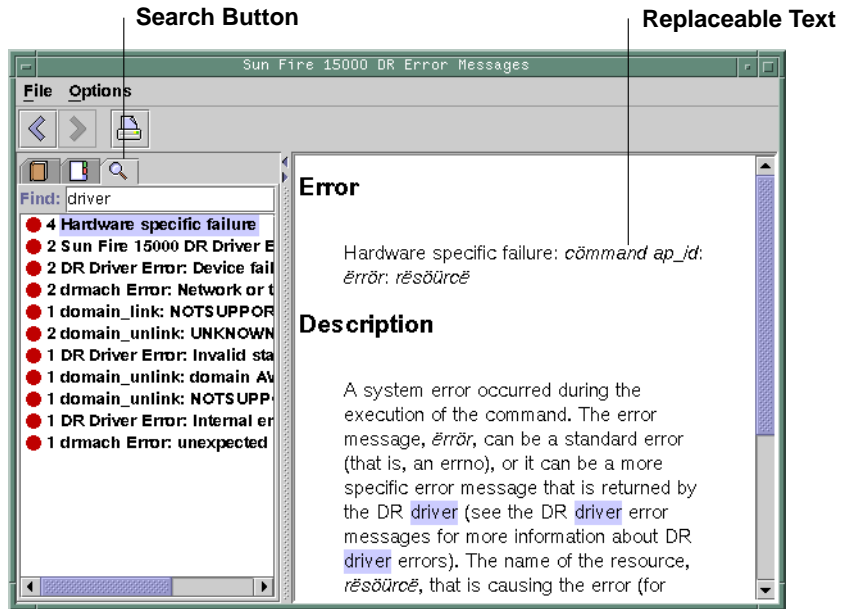 Search Button
Replaceable Text
Sun Fire 15000 DR Error Messages
File Options
Find: driver
4 Hardware specific failure
2 Sun Fire 15000 DR Driver E
2 DR Driver Error: Device fail
2 drmach Error: Network or t
1 domain_link: NOTSUPPOR
2 domain_unlink: UNKNOWN
1 DR Driver Error: Invalid sta
1 domain_unlink: domain AV
1 domain_unlink: NOTSUPP
1 DR Driver Error: Internal er
1 drmach Error: unexpected
Error
Hardware specific failure: cömmand ap_id:
ërrör: rësöürcë
Description
A system error occurred during the
execution of the command. The error
message, ërrör, can be a standard error
(that is, an errno), or it can be a more
specific error message that is returned by
the DR driver (see the DR driver error
messages for more information about DR
driver errors). The name of the resource,
rësöürcë, that is causing the error (for